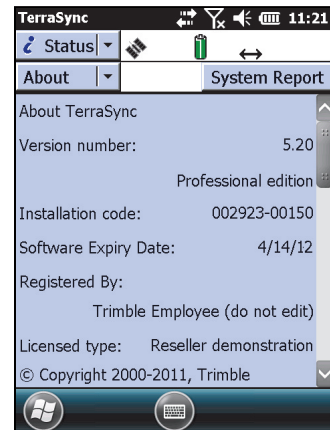 TerraSync 11:21
Status
About System Report
About TerraSync
Version number: 5.20
Professional edition
Installation code: 002923-00150
Software Expiry Date: 4/14/12
Registered By:
Trimble Employee (do not edit)
Licensed type: Reseller demonstration
© Copyright 2000-2011, Trimble